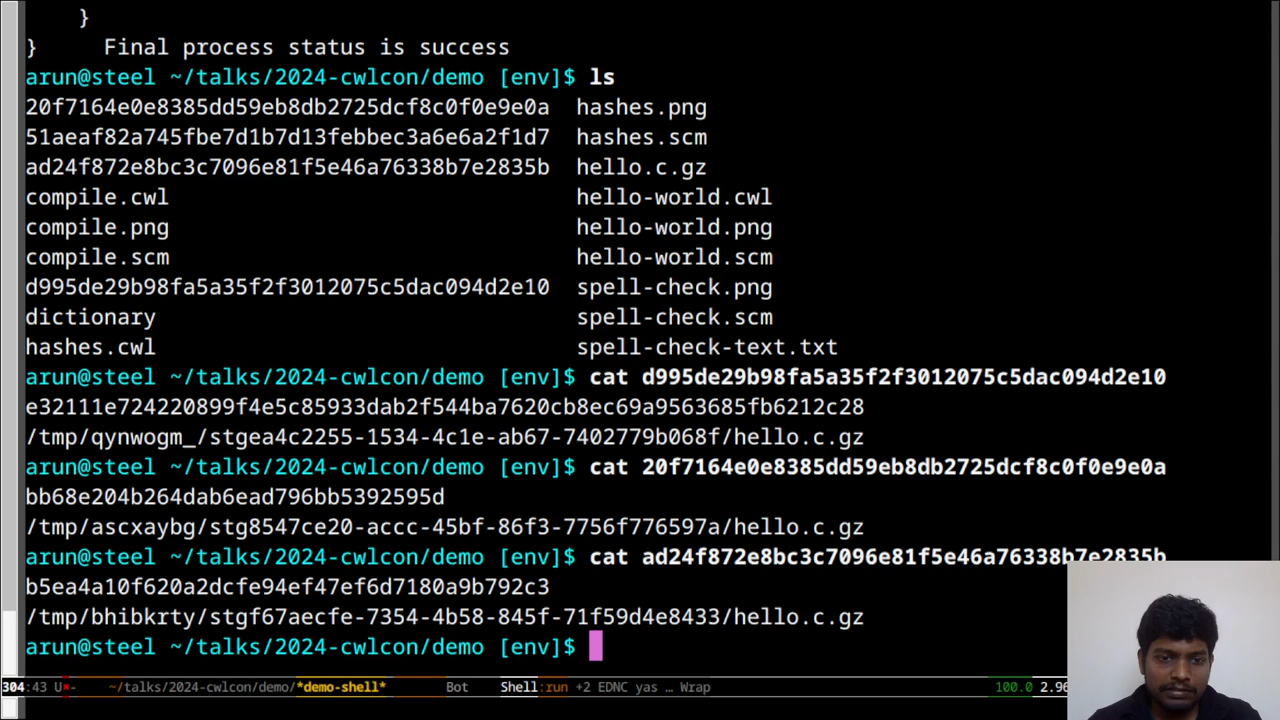 }
}     Final process status is success
arun@steel ~/talks/2024-cwlcon/demo [env]$ ls
20f7164e0e8385dd59eb8db2725dcf8c0f0e9e0a  hashes.png
51aeaf82a745fbe7d1b7d13febbec3a6e6a2f1d7  hashes.scm
ad24f872e8bc3c7096e81f5e46a76338b7e2835b  hello.c.gz
compile.cwl  hello-world.cwl
compile.png  hello-world.png
compile.scm  hello-world.scm
d995de29b98fa5a35f2f3012075c5dac094d2e10  spell-check.png
dictionary  spell-check.scm
hashes.cwl  spell-check-text.txt
arun@steel ~/talks/2024-cwlcon/demo [env]$ cat d995de29b98fa5a35f2f3012075c5dac094d2e10
e32111e724220899f4e5c85933dab2f544ba7620cb8ec69a9563685fb6212c28
/tmp/qynwogm_/stgea4c2255-1534-4c1e-ab67-7402779b068f/hello.c.gz
arun@steel ~/talks/2024-cwlcon/demo [env]$ cat 20f7164e0e8385dd59eb8db2725dcf8c0f0e9e0a
bb68e204b264dab6ead796bb5392595d
/tmp/ascxaybg/stg8547ce20-accc-45bf-86f3-7756f776597a/hello.c.gz
arun@steel ~/talks/2024-cwlcon/demo [env]$ cat ad24f872e8bc3c7096e81f5e46a76338b7e2835b
b5ea4a10f620a2dcfe94ef47ef6d7180a9b792c3
/tmp/bhibkrty/stgf67aecfe-7354-4b58-845f-71f59d4e8433/hello.c.gz
arun@steel ~/talks/2024-cwlcon/demo [env]$
304:43 U*- ~/talks/2024-cwlcon/demo/*demo-shell* Bot Shell:run +2 EDNC yas … Wrap 100.0 2.96